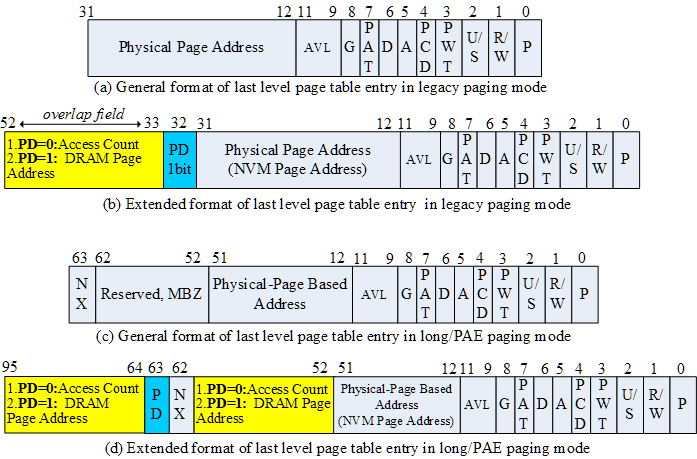 31 12 11 9 8 7 6 5 4 3 2 1 0
Physical Page Address AVL G PAT D A PCD PWT U/S R/W P
(a) General format of last level page table entry in legacy paging mode
overlap field
52 33 32 31 12 11 9 8 7 6 5 4 3 2 1 0
1.PD=0:Access Count
2.PD=1: DRAM Page
Address
PD
1bit
Physical Page Address
(NVM Page Address)
AVL G PAT D A PCD PWT U/S R/W P
(b) Extended format of last level page table entry in legacy paging mode
63 62 52 51 12 11 9 8 7 6 5 4 3 2 1 0
NX
Reserved, MBZ
Physical-Page Based
Address
AVL G PAT D A PCD PWT U/S R/W P
(c) General format of last level page table entry in long/PAE paging mode
95 64 63 62 52 51 12 11 9 8 7 6 5 4 3 2 1 0
1.PD=0:Access Count
2.PD=1: DRAM
Page Address
PD
NX
1.PD=0:Access Count
2.PD=1: DRAM Page
Address
Physical-Page Based
Address
(NVM Page Address)
AVL G PAT D A PCD PWT U/S R/W P
(d) Extended format of last level page table entry in long/PAE paging mode